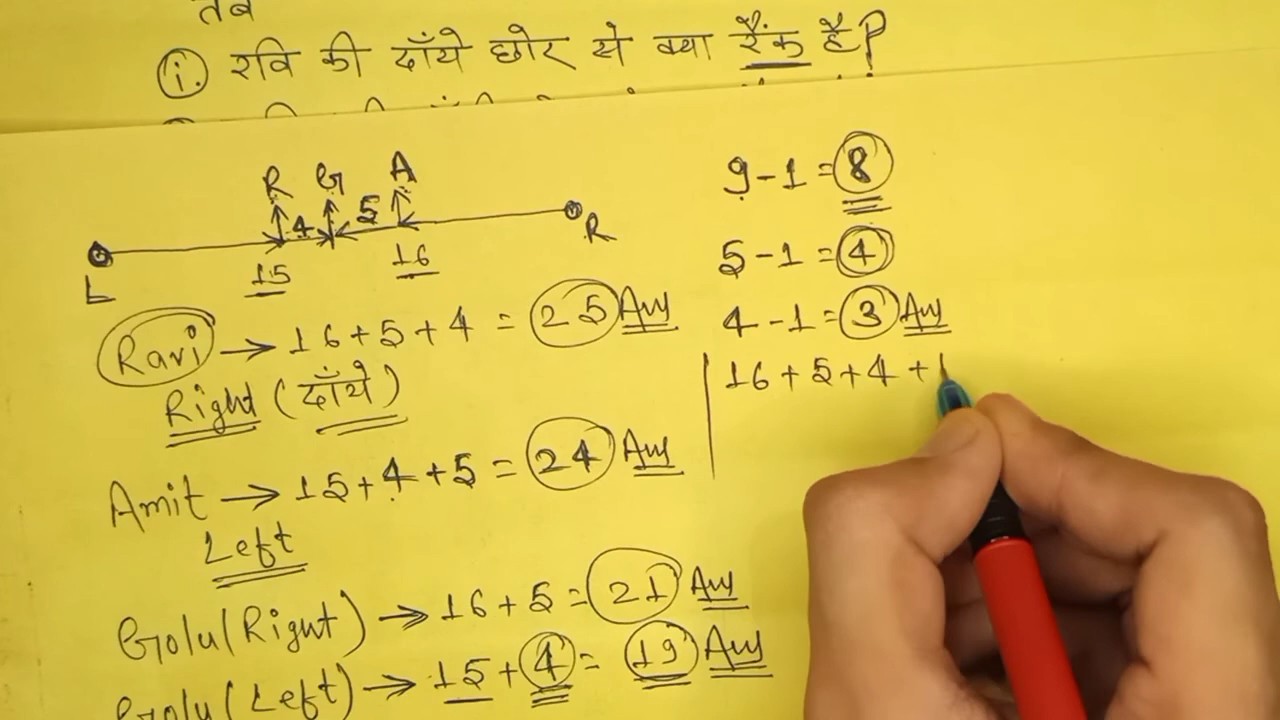 तब
i. रवि की दाँये छोर से क्या रैंक है?
R G A
4 5
L 15 16 R
Ravi → 16+5+4 = 25 Ans
Right (दाँये)
Amit → 15+4+5 = 24 Ans
Left
Golu (Right) → 16+5 = 21 Ans
Golu (Left) → 15+4 = 19 Ans
9-1 = 8
5-1 = 4
4-1 = 3 Ans
16+5+4+